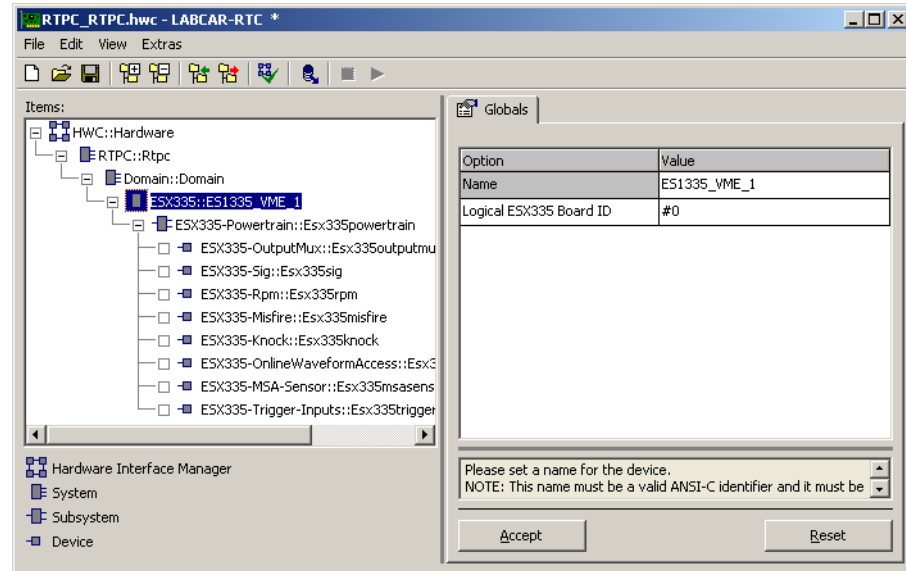 RTPC_RTPC.hwc - LABCAR-RTC *
File Edit View Extras
Items:
HWC::Hardware
RTPC::Rtpc
Domain::Domain
ESX335::ES1335_VME_1
ESX335-Powertrain::Esx335powertrain
ESX335-OutputMux::Esx335outputmu
ESX335-Sig::Esx335sig
ESX335-Rpm::Esx335rpm
ESX335-Misfire::Esx335misfire
ESX335-Knock::Esx335knock
ESX335-OnlineWaveformAccess::Esx3
ESX335-MSA-Sensor::Esx335msasens
ESX335-Trigger-Inputs::Esx335trigger
Hardware Interface Manager
System
Subsystem
Device
Globals
Option Value
Name ES1335_VME_1
Logical ESX335 Board ID #0
Please set a name for the device.
NOTE: This name must be a valid ANSI-C identifier and it must be
Accept Reset